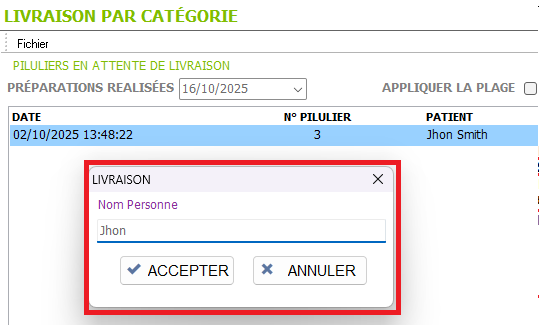 LIVRAISON PAR CATÉGORIE
Fichier
PILULIERS EN ATTENTE DE LIVRAISON
PRÉPARATIONS REALISÉES 16/10/2025 APPLIQUER LA PLAGE
DATE N° PILULIER PATIENT
02/10/2025 13:48:22 3 Jhon Smith
LIVRAISON
Nom Personne
Jhon
ACCEPTER ANNULER